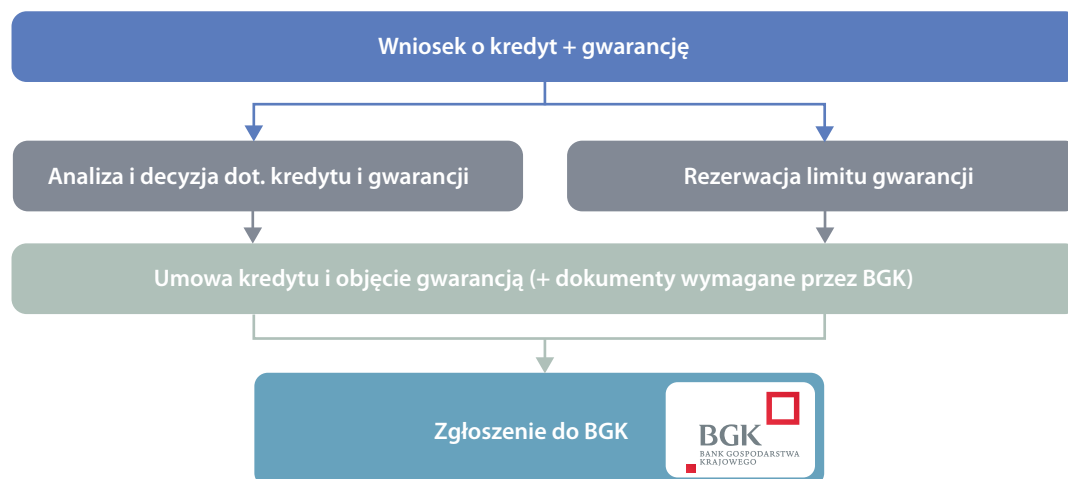 Wniosek o kredyt + gwarancję
Analiza i decyzja dot. kredytu i gwarancji
Rezerwacja limitu gwarancji
Umowa kredytu i objęcie gwarancją (+ dokumenty wymagane przez BGK)
Zgłoszenie do BGK
BGK
BANK GOSPODARSTWA
KRAJOWEGO